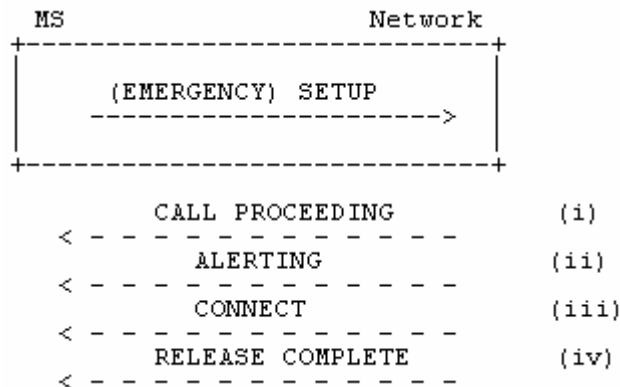 MS Network
(EMERGENCY) SETUP
CALL PROCEEDING (i)
ALERTING (ii)
CONNECT (iii)
RELEASE COMPLETE (iv)